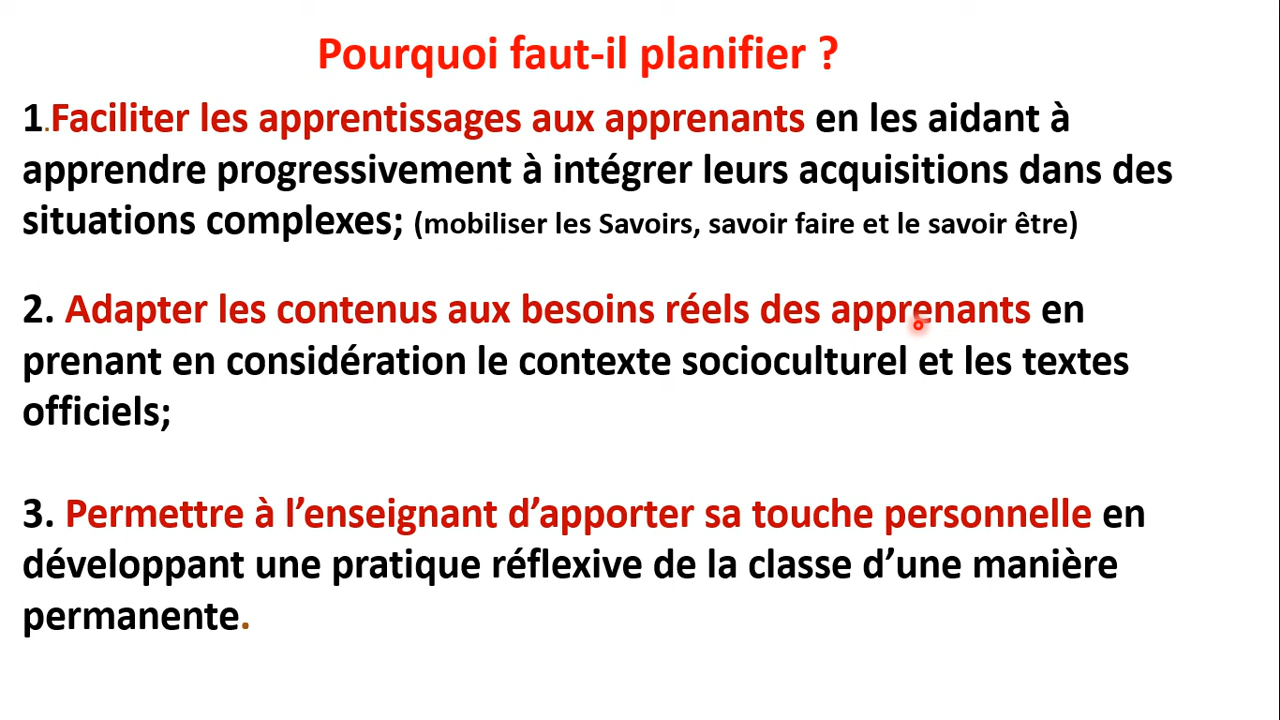 Pourquoi faut-il planifier ?
1.Faciliter les apprentissages aux apprenants en les aidant à
apprendre progressivement à intégrer leurs acquisitions dans des
situations complexes; (mobiliser les Savoirs, savoir faire et le savoir être)
2. Adapter les contenus aux besoins réels des apprenants en
prenant en considération le contexte socioculturel et les textes
officiels;
3. Permettre à l’enseignant d’apporter sa touche personnelle en
développant une pratique réflexive de la classe d’une manière
permanente.